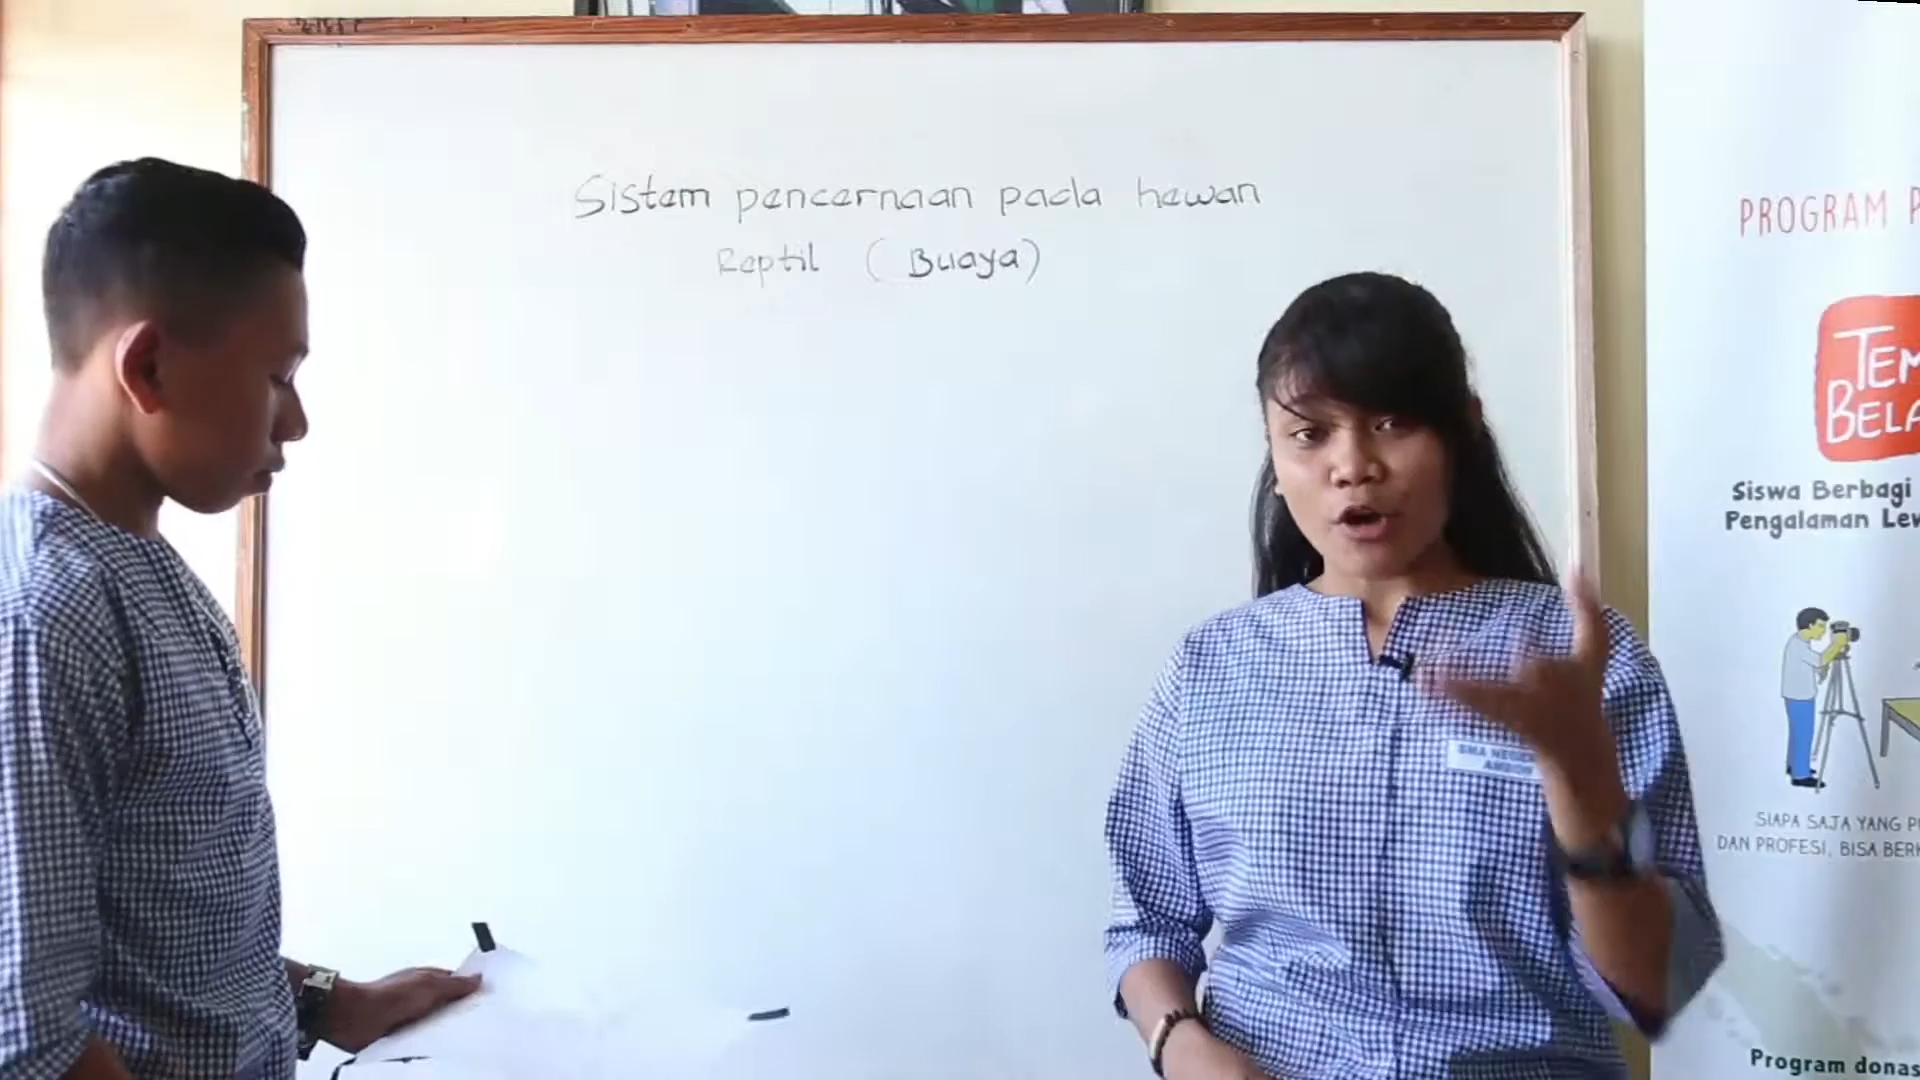 Sistem pencernaan pada hewan
Reptil (Buaya)
PROGRAM
TEM
BELA
Siswa Berbagi
Pengalaman Lew
SIAPA SAJA YANG
DAN PROFESI, BISA BERK
Program donas